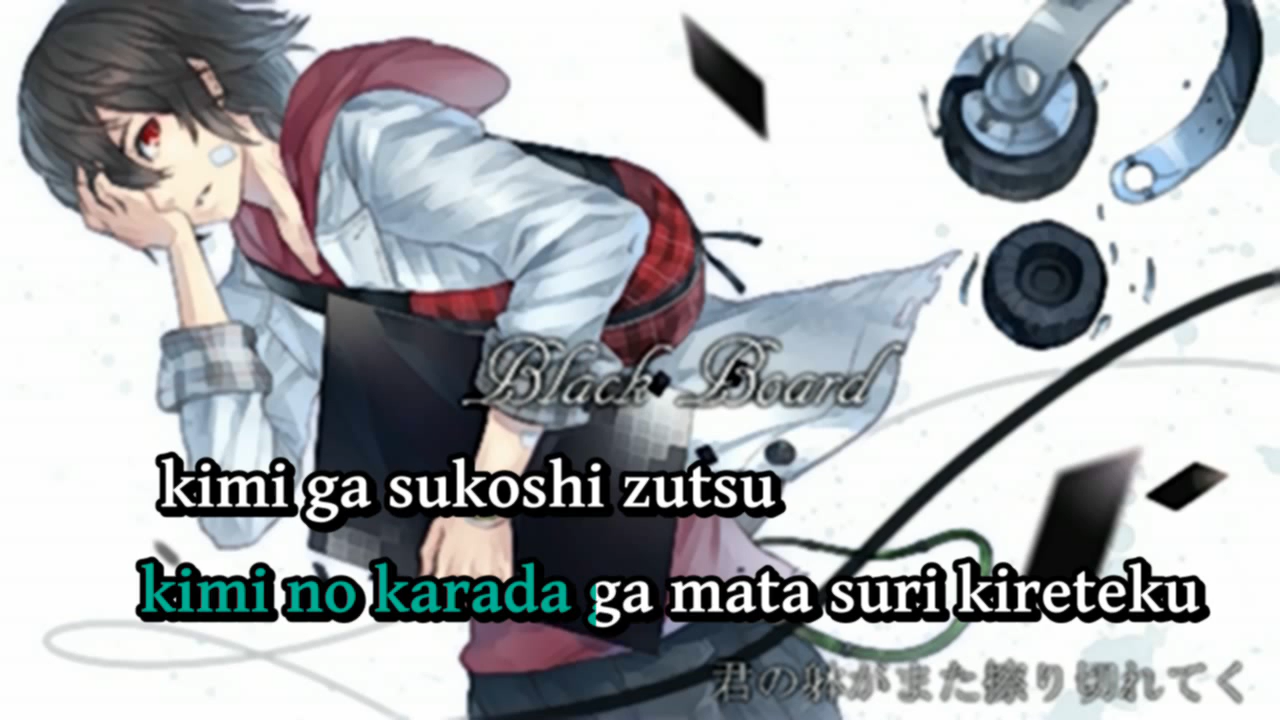 Black Board
kimi ga sukoshi zutsu
kimi no karada ga mata suri kireteku
君の躰がまた擦り切れてく